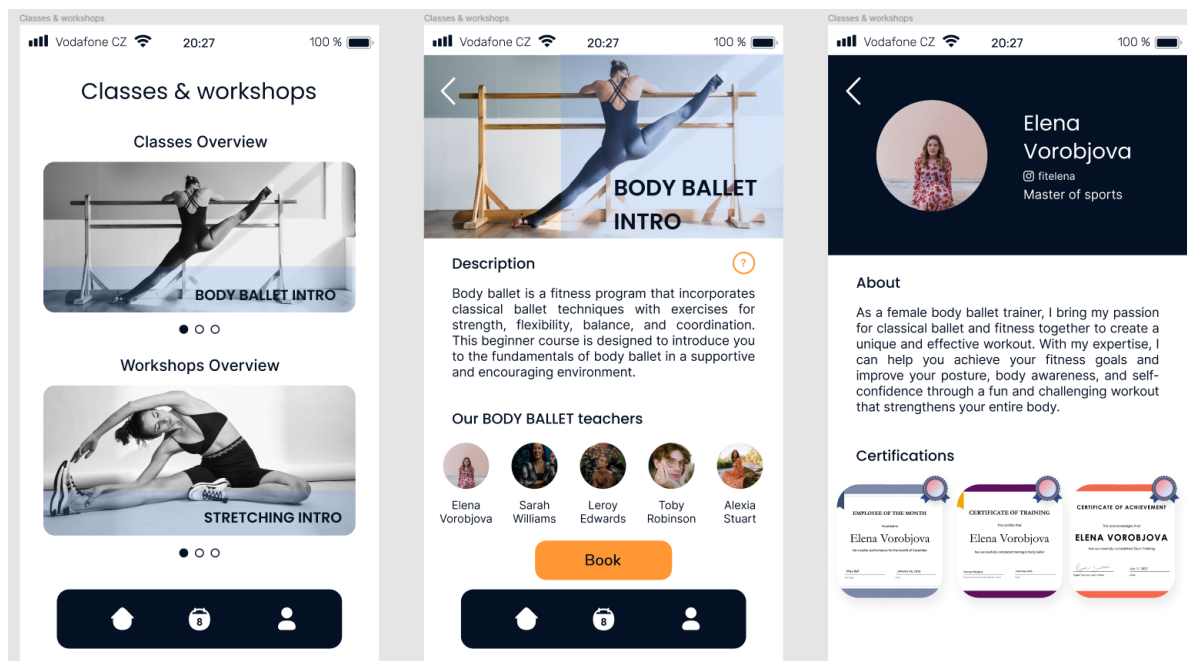 Classes & workshops
Vodafone CZ 20:27 100 %
Classes & workshops
Classes Overview
BODY BALLET INTRO
Workshops Overview
STRETCHING INTRO
8
Classes & workshops
Vodafone CZ 20:27 100 %
BODY BALLET
INTRO
Description ?
Body ballet is a fitness program that incorporates
classical ballet techniques with exercises for
strength, flexibility, balance, and coordination.
This beginner course is designed to introduce you
to the fundamentals of body ballet in a supportive
and encouraging environment.
Our BODY BALLET teachers
Elena Sarah Leroy Toby Alexia
Vorobjova Williams Edwards Robinson Stuart
Book
8
Classes & workshops
Vodafone CZ 20:27 100 %
Elena
Vorobjova
fitelena
Master of sports
About
As a female body ballet trainer, I bring my passion
for classical ballet and fitness together to create a
unique and effective workout. With my expertise, I
can help you achieve your fitness goals and
improve your posture, body awareness, and self-
confidence through a fun and challenging workout
that strengthens your entire body.
Certifications
EMPLOYEE OF THE MONTH
Elena Vorobjova
CERTIFICATE OF TRAINING
Elena Vorobjova
CERTIFICATE OF ACHIEVEMENT
ELENA VOROBJOVA